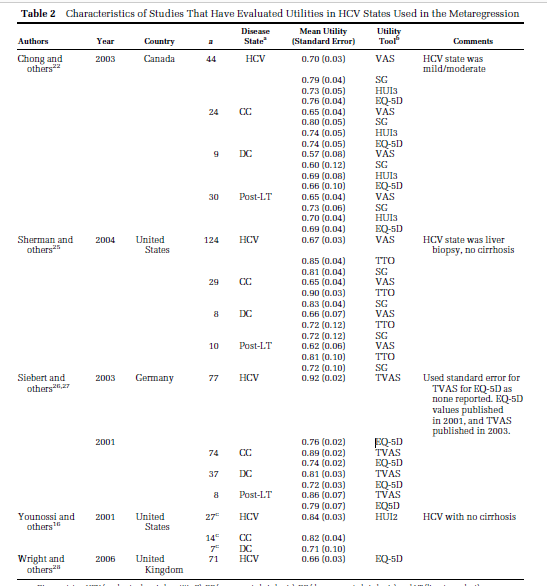 Table 2 Characteristics of Studies That Have Evaluated Utilities in HCV States Used in the Metaregression
Authors Year Country n Disease Stateᵃ Mean Utility (Standard Error) Utility Toolᵇ Comments
Chong and others²² 2003 Canada 44 HCV 0.70 (0.03) VAS HCV state was mild/moderate
0.79 (0.04) SG
0.73 (0.05) HUI3
0.76 (0.04) EQ-5D
24 CC 0.65 (0.04) VAS
0.80 (0.05) SG
0.74 (0.05) HUI3
0.74 (0.05) EQ-5D
9 DC 0.57 (0.08) VAS
0.60 (0.12) SG
0.69 (0.08) HUI3
0.66 (0.10) EQ-5D
30 Post-LT 0.65 (0.04) VAS
0.73 (0.06) SG
0.70 (0.04) HUI3
0.69 (0.04) EQ-5D
Sherman and others²⁵ 2004 United States 124 HCV 0.67 (0.03) VAS HCV state was liver biopsy, no cirrhosis
0.85 (0.04) TTO
0.81 (0.04) SG
29 CC 0.65 (0.04) VAS
0.90 (0.03) TTO
0.83 (0.04) SG
8 DC 0.66 (0.07) VAS
0.72 (0.12) TTO
0.72 (0.12) SG
10 Post-LT 0.62 (0.06) VAS
0.81 (0.10) TTO
0.72 (0.10) SG
Siebert and others²⁶,²⁷ 2003 Germany 77 HCV 0.92 (0.02) TVAS Used standard error for TVAS for EQ-5D as none reported. EQ-5D values published in 2001, and TVAS published in 2003.
2001 0.76 (0.02) EQ-5D
74 CC 0.89 (0.02) TVAS
0.74 (0.02) EQ-5D
37 DC 0.81 (0.03) TVAS
0.72 (0.03) EQ-5D
8 Post-LT 0.86 (0.07) TVAS
0.79 (0.07) EQ5D
Younossi and others¹⁶ 2001 United States 27ᶜ HCV 0.84 (0.03) HUI2 HCV with no cirrhosis
14ᶜ CC 0.82 (0.04)
7ᶜ DC 0.71 (0.10)
Wright and others²⁸ 2006 United Kingdom 71 HCV 0.66 (0.03) EQ-5D